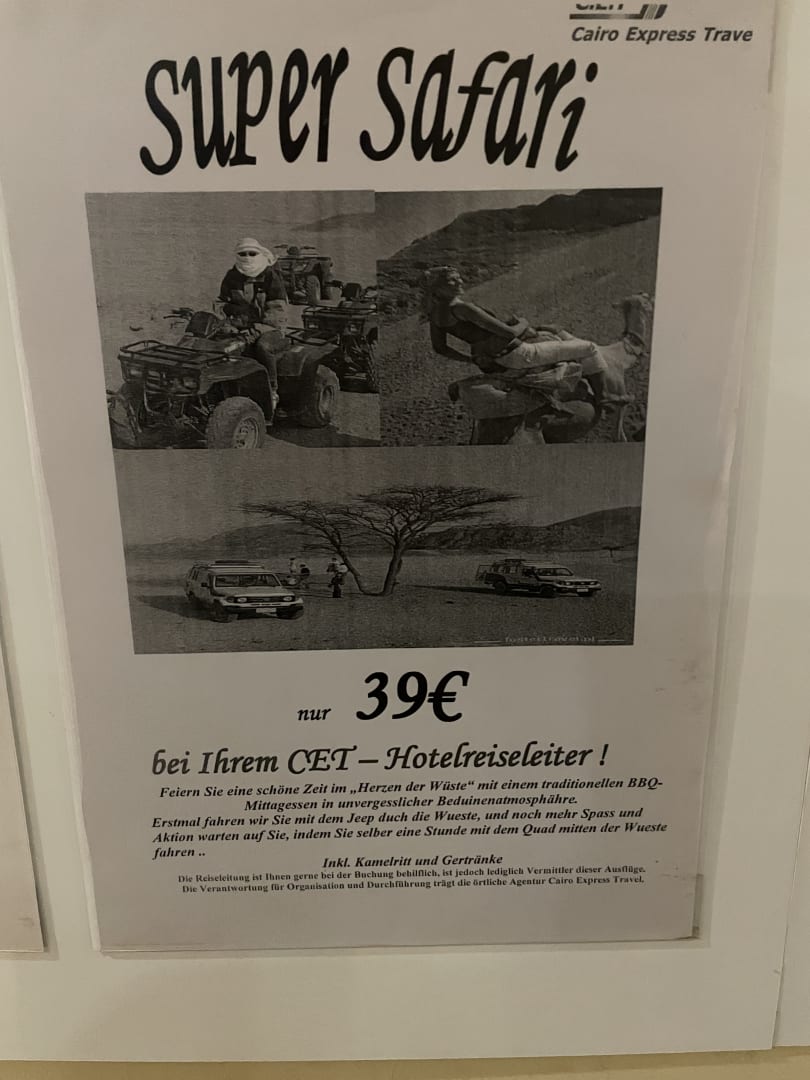 Cairo Express Trave
super Safari
nur 39€
bei Ihrem CET – Hotelreiseleiter !
Feiern Sie eine schöne Zeit im „Herzen der Wüste“ mit einem traditionellen BBQ-
Mittagessen in unvergesslicher Beduinenatmosphähre.
Erstmal fahren wir Sie mit dem Jeep duch die Wueste, und noch mehr Spass und
Aktion warten auf Sie, indem Sie selber eine Stunde mit dem Quad mitten der Wueste
fahren ..
Inkl. Kamelritt und Gertränke
Die Reiseleitung ist Ihnen gerne bei der Buchung behilflich, ist jedoch lediglich Vermittler dieser Ausflüge.
Die Verantwortung für Organisation und Durchführung trägt die örtliche Agentur Cairo Express Travel.